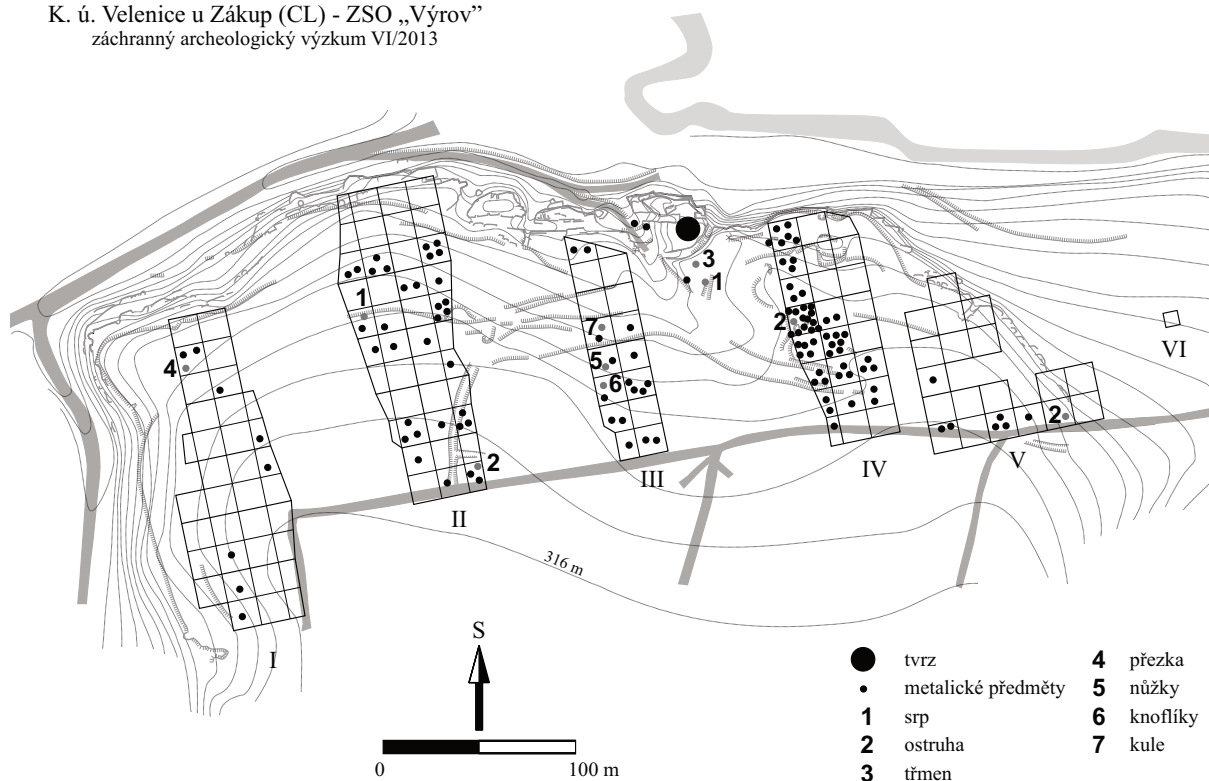 K. ú. Velenice u Zákup (CL) - ZSO „Výrov”
záchranný archeologický výzkum VI/2013
3
1
1
7
2
4
5
6
VI
2
2
I
II
III
IV
V
316 m
S
0 100 m
tvrz
metalické předměty
1 srp
2 ostruha
3 třmen
4 přezka
5 nůžky
6 knoflíky
7 kule